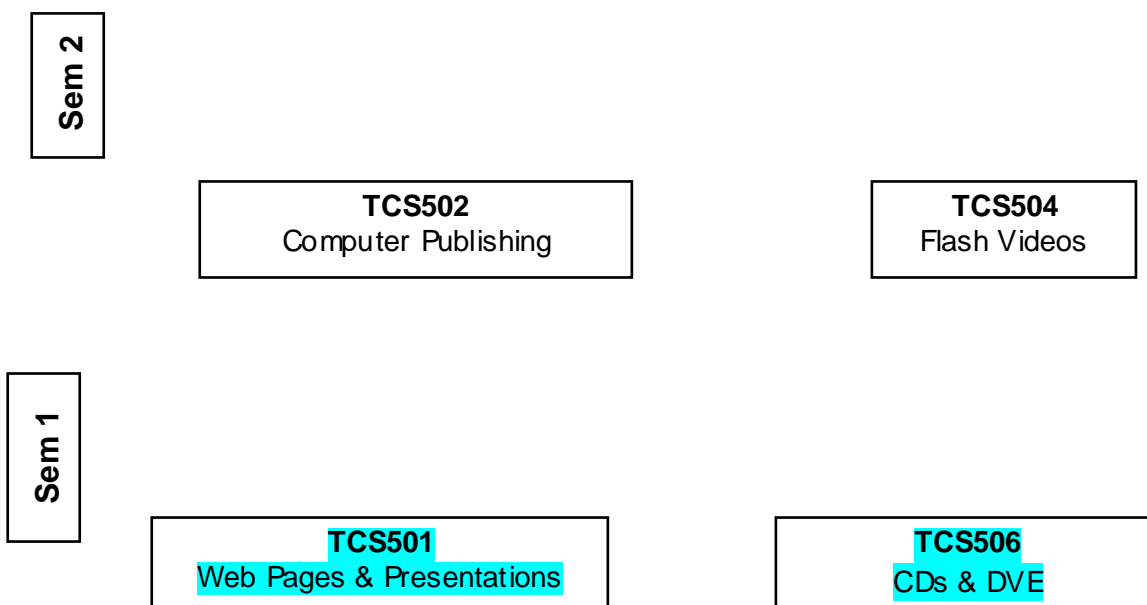 Sem 2
TCS502
Computer Publishing
TCS504
Flash Videos
Sem 1
TCS501
Web Pages & Presentations
TCS506
CDs & DVE